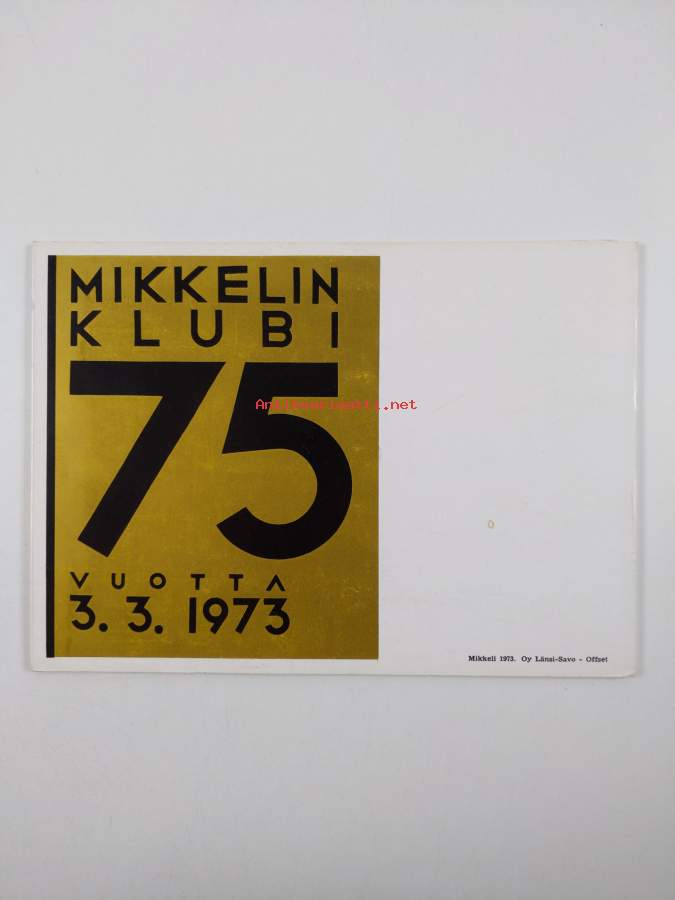 MIKKELIN
KLUBI
75
Antikvariaatti.net
VUOTTA
3. 3. 1973
Mikkeli 1973. Oy Länsi-Savo - Offset